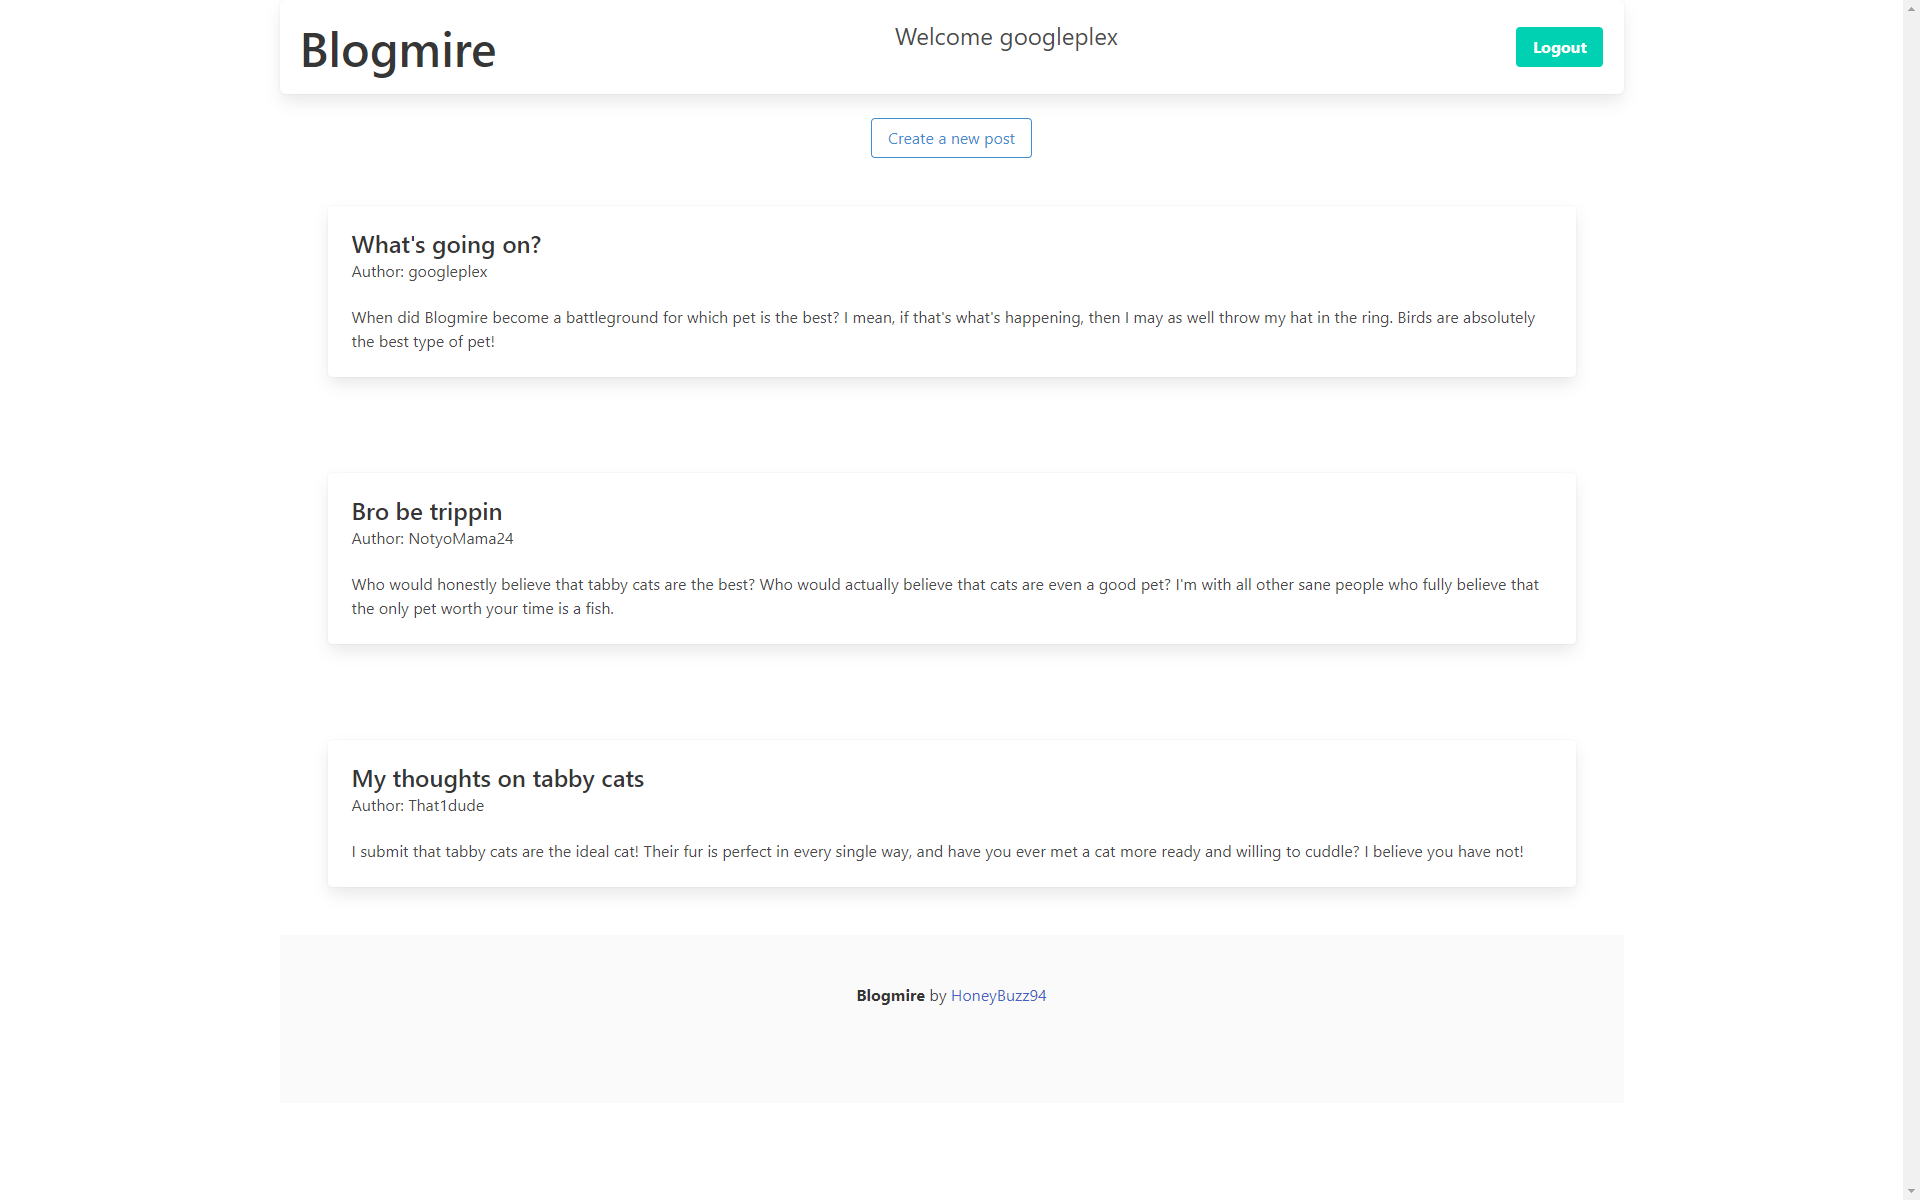 Blogmire
Welcome googleplex
Logout
Create a new post
What's going on?
Author: googleplex
When did Blogmire become a battleground for which pet is the best? I mean, if that's what's happening, then I may as well throw my hat in the ring. Birds are absolutely
the best type of pet!
Bro be trippin
Author: NotyoMama24
Who would honestly believe that tabby cats are the best? Who would actually believe that cats are even a good pet? I'm with all other sane people who fully believe that
the only pet worth your time is a fish.
My thoughts on tabby cats
Author: That1dude
I submit that tabby cats are the ideal cat! Their fur is perfect in every single way, and have you ever met a cat more ready and willing to cuddle? I believe you have not!
Blogmire by HoneyBuzz94